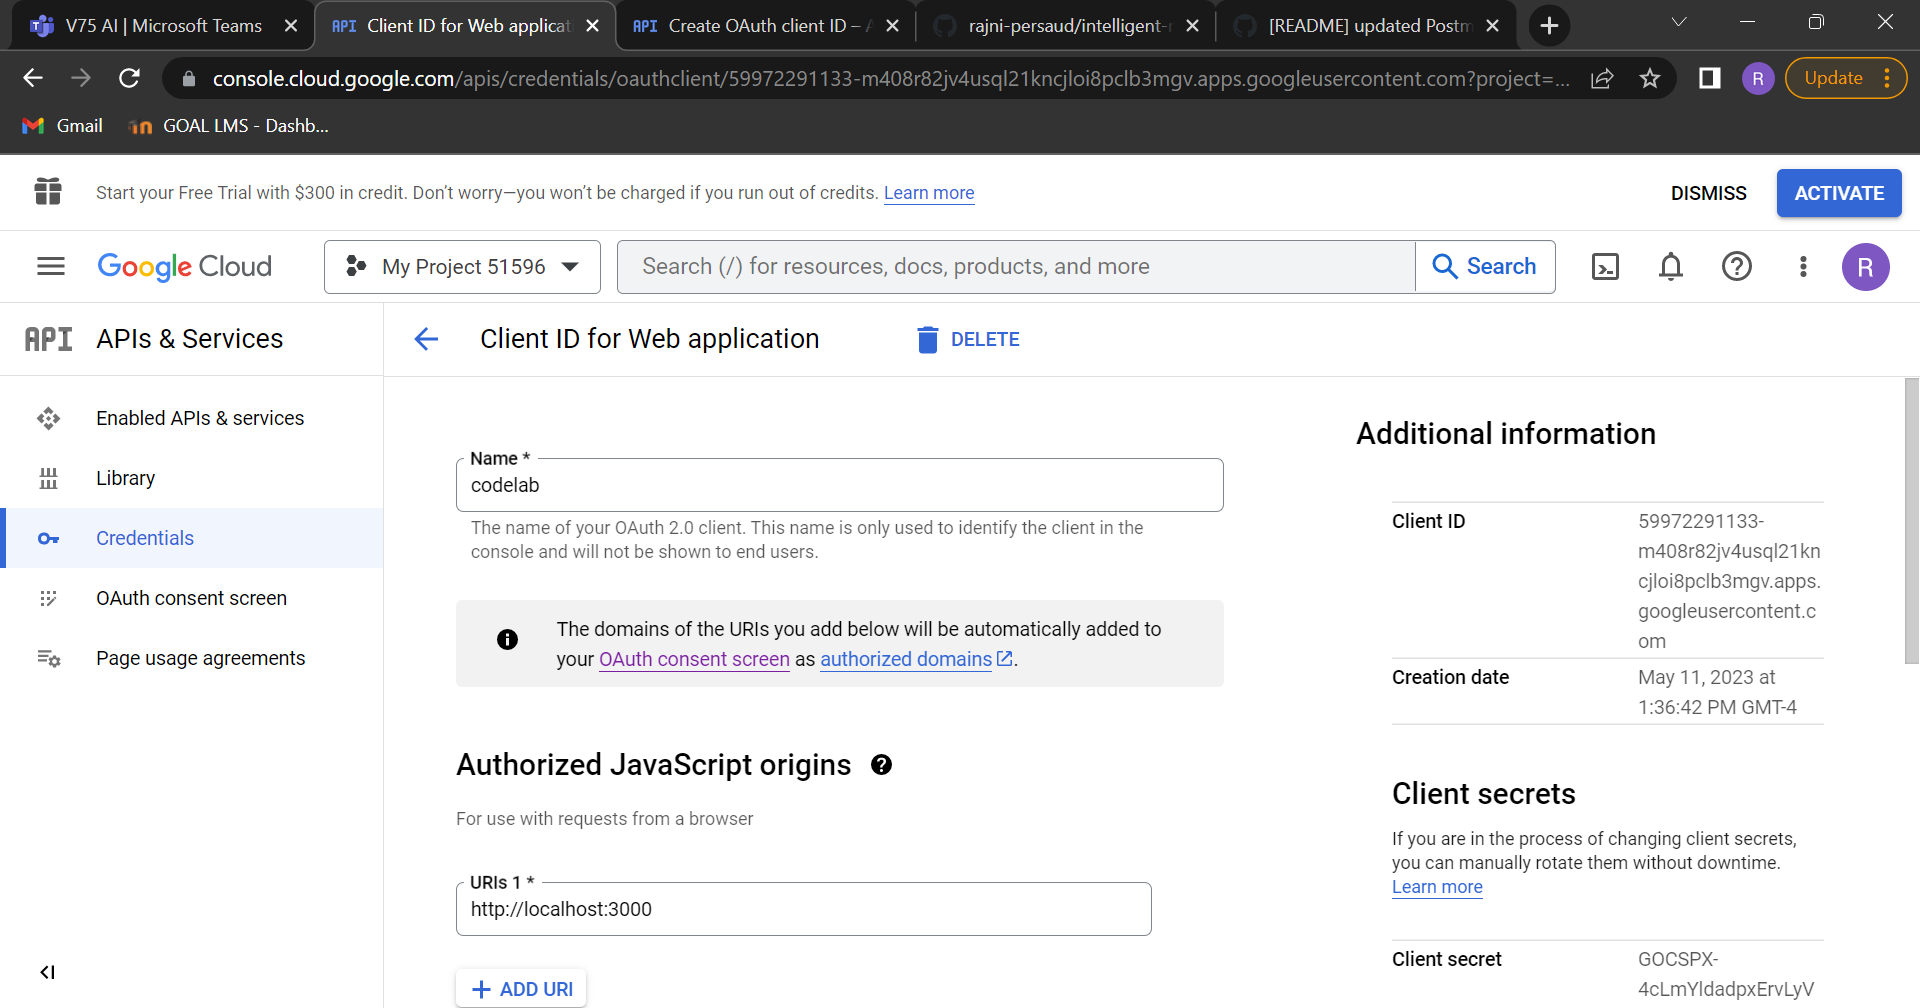 V75 AI | Microsoft Teams
API Client ID for Web applicat
API Create OAuth client ID – A
rajni-persaud/intelligent-r
[README] updated Postm
console.cloud.google.com/apis/credentials/oauthclient/59972291133-m408r82jv4usql21kncjloi8pclb3mgv.apps.googleusercontent.com?project=...
R
Update
Gmail
GOAL LMS - Dashb...
Start your Free Trial with $300 in credit. Don’t worry—you won’t be charged if you run out of credits. Learn more
DISMISS
ACTIVATE
Google Cloud
My Project 51596
Search (/) for resources, docs, products, and more
Search
R
API APIs & Services
Enabled APIs & services
Library
Credentials
OAuth consent screen
Page usage agreements
Client ID for Web application
DELETE
Name *
codelab
The name of your OAuth 2.0 client. This name is only used to identify the client in the
console and will not be shown to end users.
The domains of the URIs you add below will be automatically added to
your OAuth consent screen as authorized domains.
Authorized JavaScript origins
For use with requests from a browser
URIs 1 *
http://localhost:3000
ADD URI
Additional information
Client ID
59972291133-
m408r82jv4usql21kn
cjloi8pclb3mgv.apps.
googleusercontent.c
om
Creation date
May 11, 2023 at
1:36:42 PM GMT-4
Client secrets
If you are in the process of changing client secrets,
you can manually rotate them without downtime.
Learn more
Client secret
GOCSPX-
4cLmYldadpxErvLyV